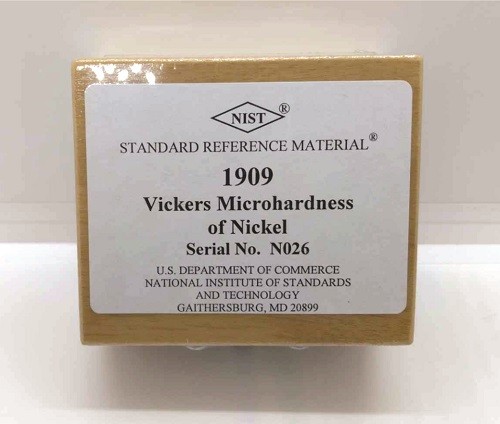 NIST®
STANDARD REFERENCE MATERIAL®
1909
Vickers Microhardness
of Nickel
Serial No. N026
U.S. DEPARTMENT OF COMMERCE
NATIONAL INSTITUTE OF STANDARDS
AND TECHNOLOGY
GAITHERSBURG, MD 20899